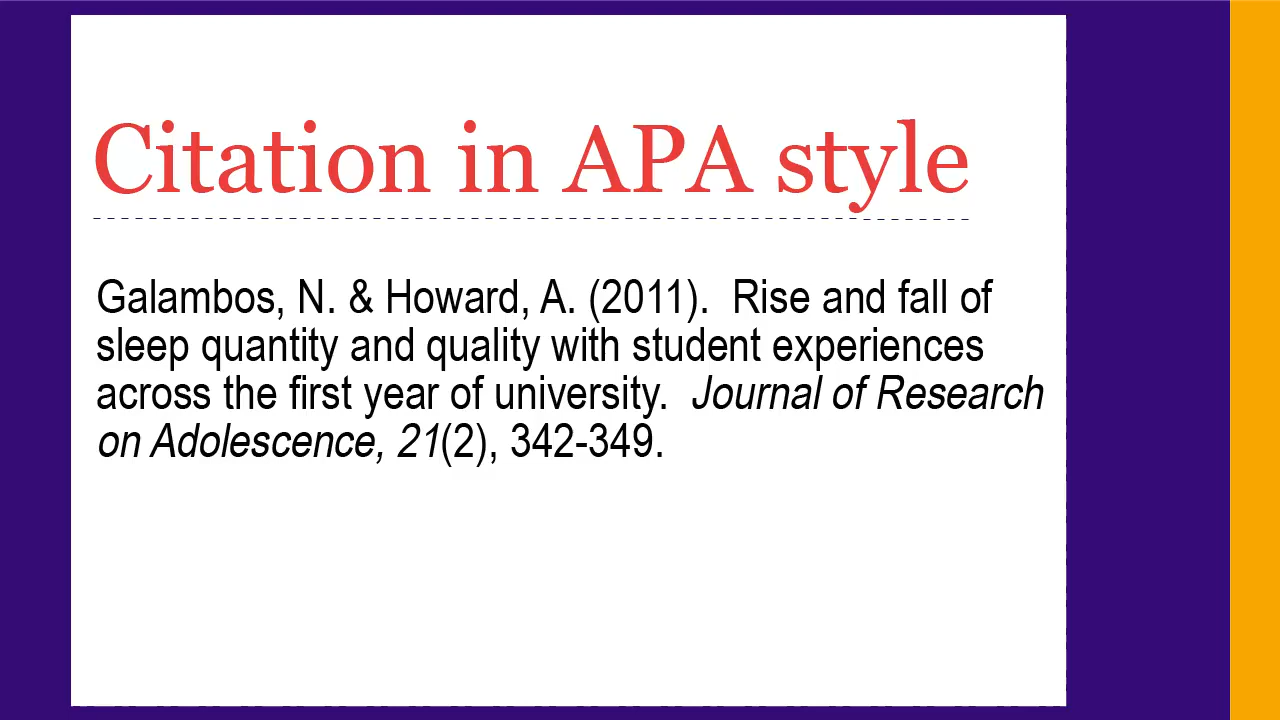 Citation in APA style
Galambos, N. & Howard, A. (2011).  Rise and fall of
sleep quantity and quality with student experiences
across the first year of university.  Journal of Research
on Adolescence, 21(2), 342-349.